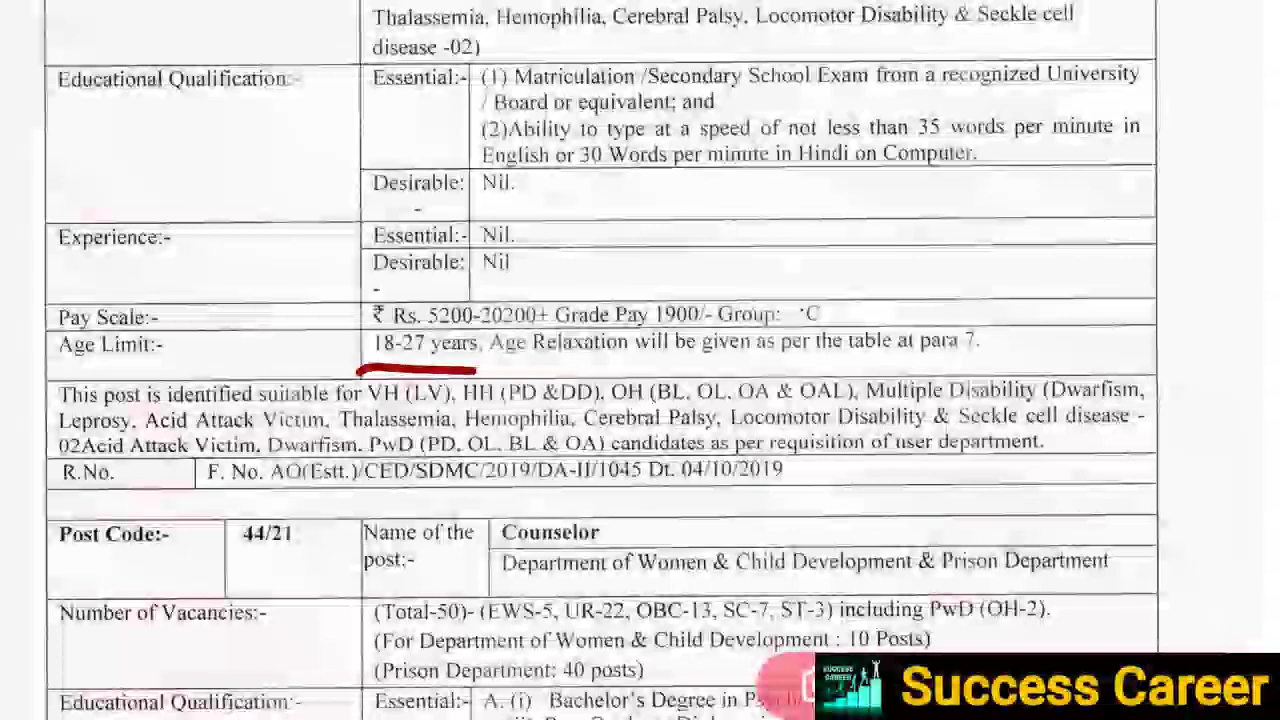 Thalassemia, Hemophilia, Cerebral Palsy, Locomotor Disability & Seckle cell
disease -02)
Educational Qualification:- Essential:- (1) Matriculation /Secondary School Exam from a recognized University
/ Board or equivalent; and
(2)Ability to type at a speed of not less than 35 words per minute in
English or 30 Words per minute in Hindi on Computer.
Desirable: Nil.
-
Experience:- Essential:- Nil.
Desirable: Nil
-
Pay Scale:- ₹ Rs. 5200-20200+ Grade Pay 1900/- Group: 'C
Age Limit:- 18-27 years, Age Relaxation will be given as per the table at para 7.
This post is identified suitable for VH (LV), HH (PD &DD), OH (BL, OL, OA & OAL), Multiple Disability (Dwarfism,
Leprosy, Acid Attack Victim, Thalassemia, Hemophilia, Cerebral Palsy, Locomotor Disability & Seckle cell disease -
02Acid Attack Victim, Dwarfism, PwD (PD, OL, BL & OA) candidates as per requisition of user department.
R.No. F. No. AO(Estt.)/CED/SDMC/2019/DA-II/1045 Dt. 04/10/2019
Post Code:- 44/21 Name of the post:- Counselor
Department of Women & Child Development & Prison Department
Number of Vacancies:- (Total-50)- (EWS-5, UR-22, OBC-13, SC-7, ST-3) including PwD (OH-2).
(For Department of Women & Child Development : 10 Posts)
(Prison Department: 40 posts)
Educational Qualification:- Essential:- A. (i) Bachelor's Degree in
SUCCESS
CAREER
Success Career